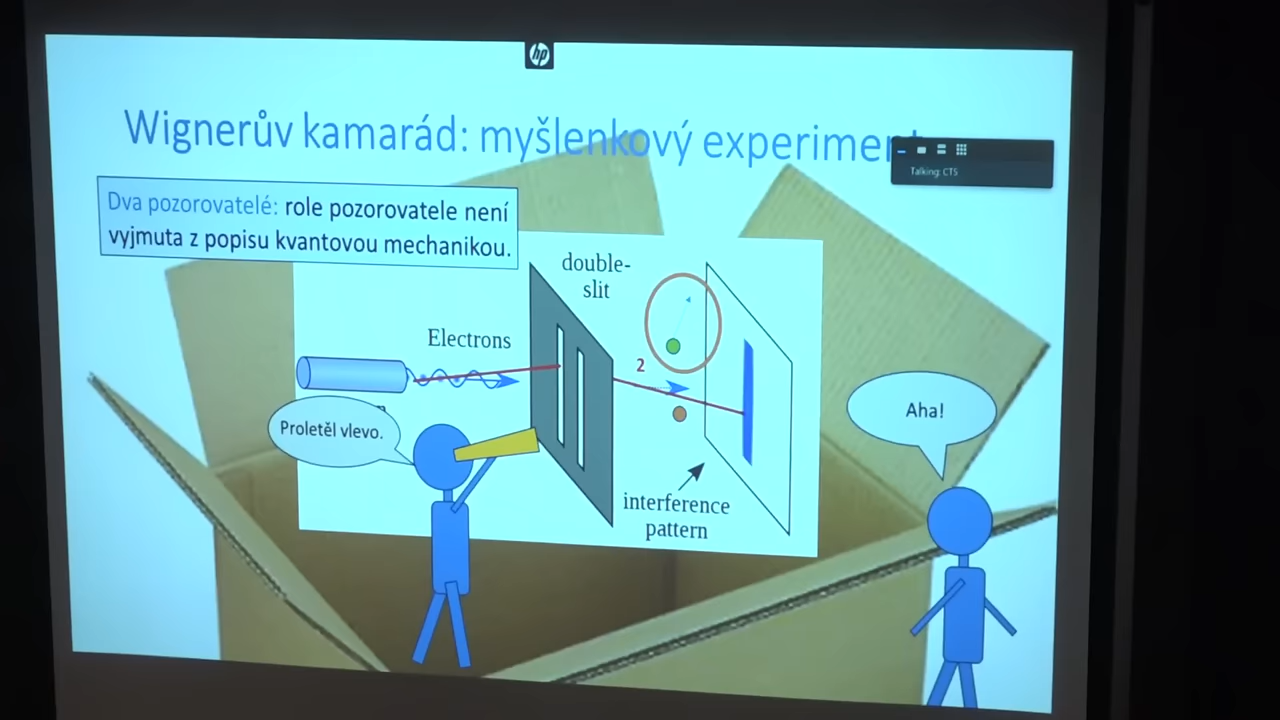 hp
Wignerův kamarád: myšlenkový experiment
Talking: CTS
Dva pozorovatelé: role pozorovatele není
vyjmuta z popisu kvantovou mechanikou.
double-
slit
Electrons
2
Proletěl vlevo.
Aha!
interference
pattern